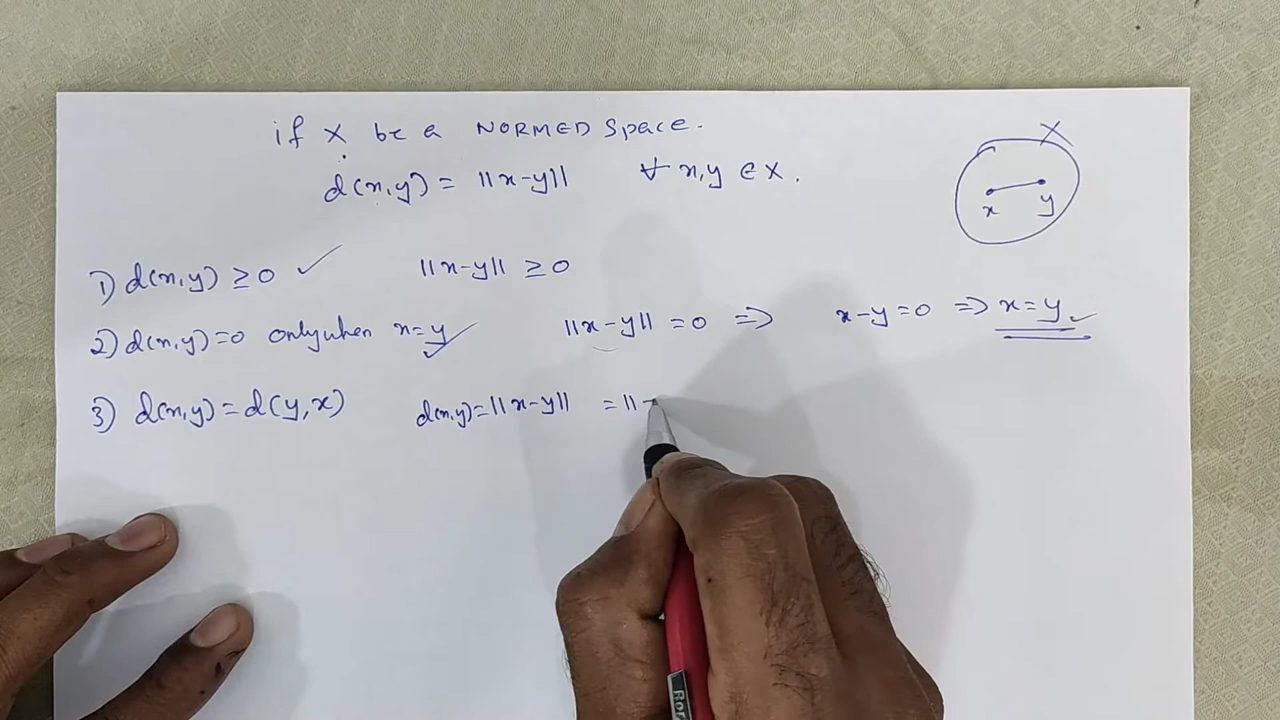 if X be a NORMED Space.
d(x,y) = ||x-y|| ∀ x,y ∈ X.
X
x y
1) d(x,y) ≥ 0 ✓ ||x-y|| ≥ 0
2) d(x,y)=0 only when x=y ✓ ||x-y|| = 0 => x-y=0 => x=y ✓
3) d(x,y) = d(y,x) d(x,y)=||x-y|| = || -